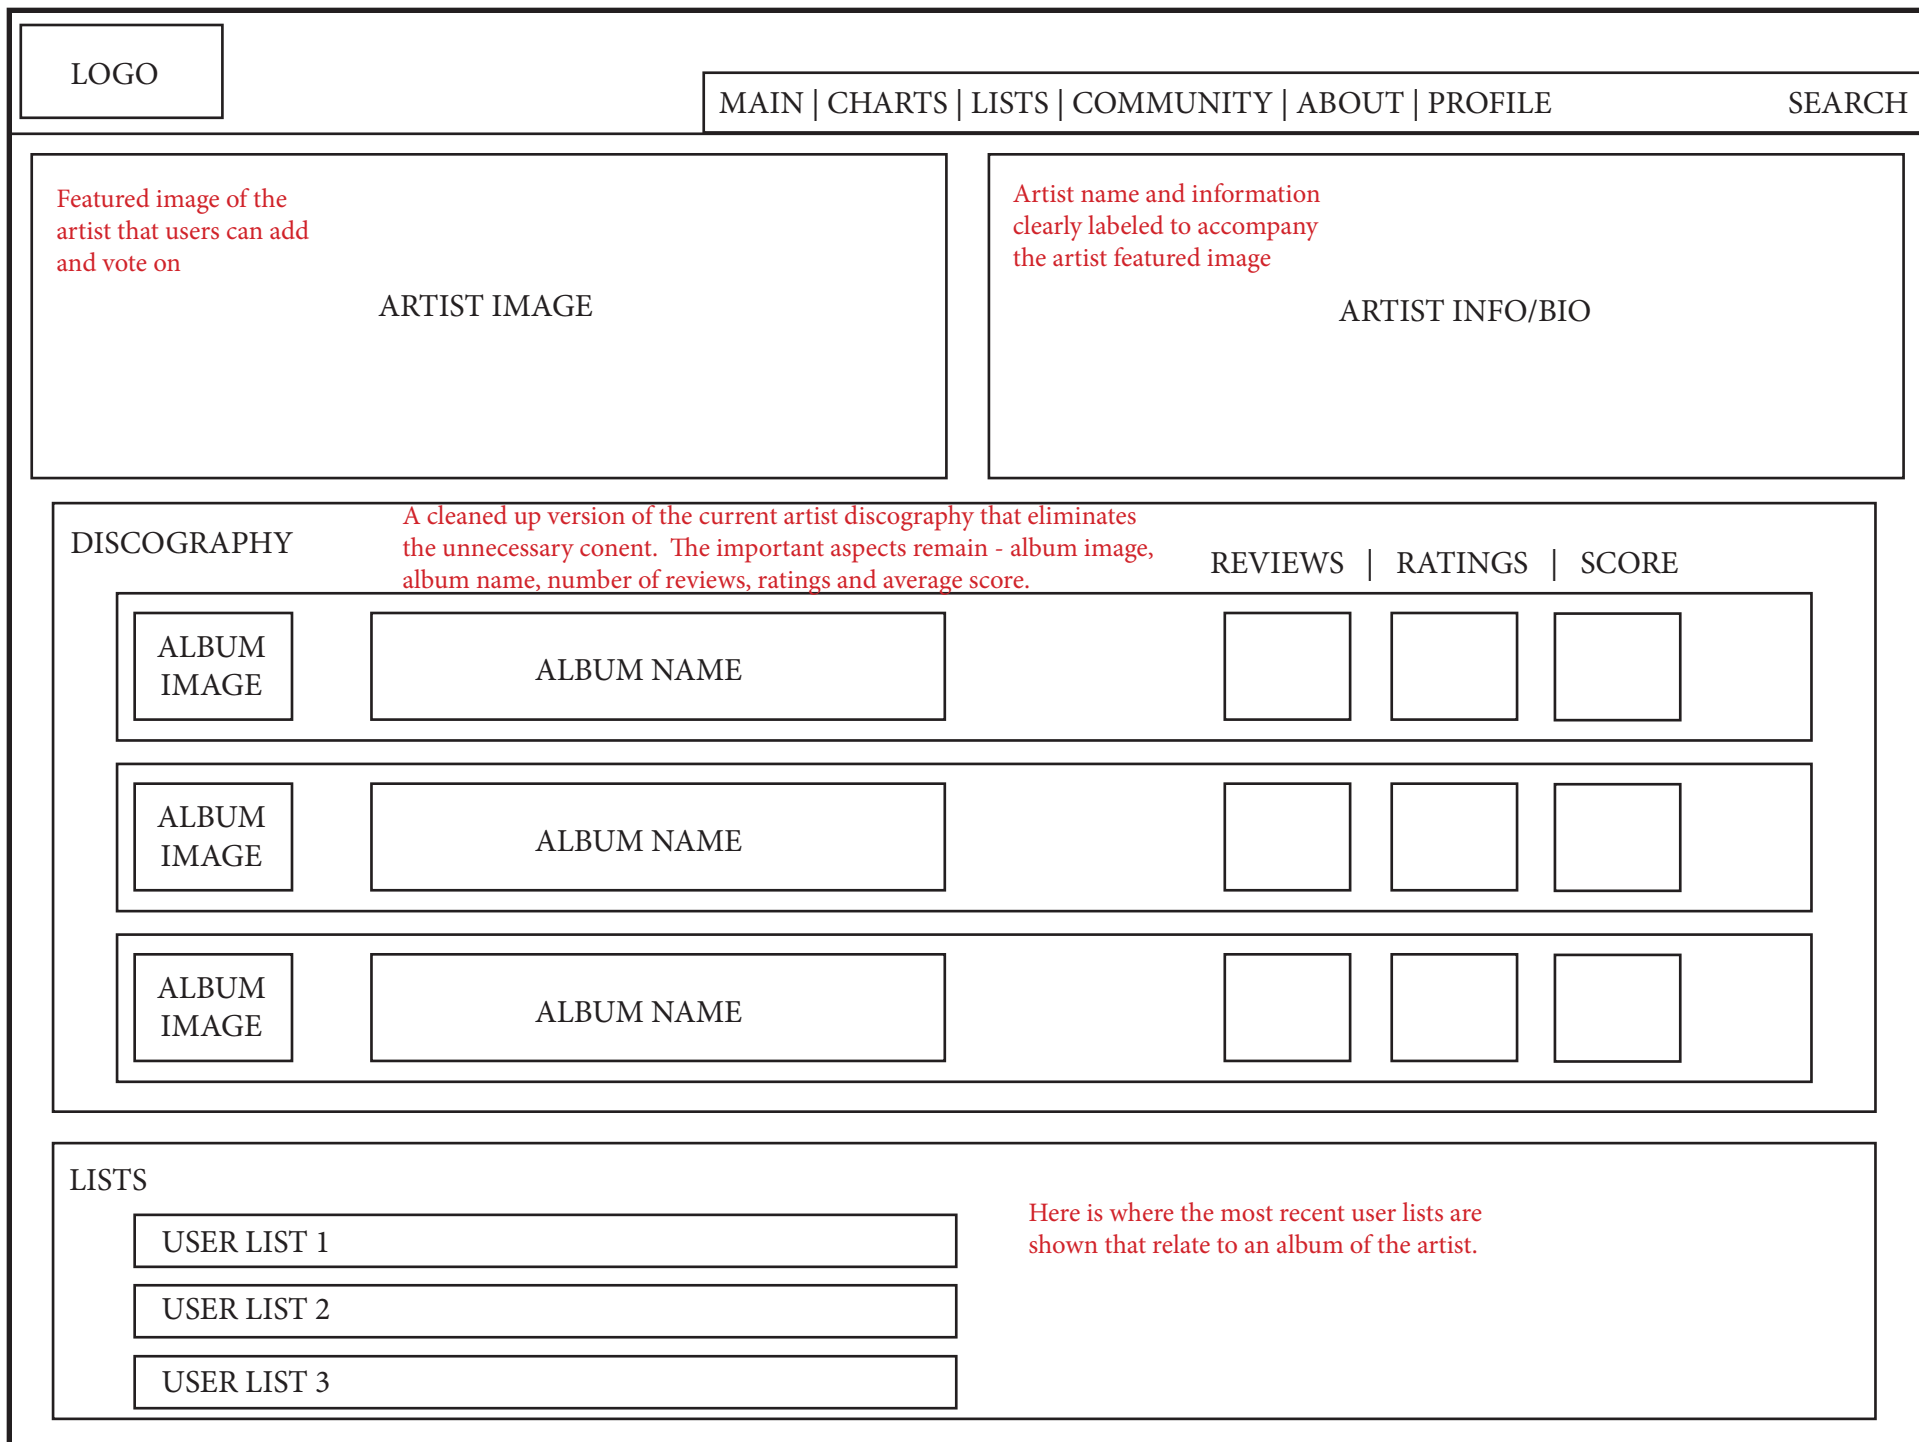 LOGO
MAIN | CHARTS | LISTS | COMMUNITY | ABOUT | PROFILE SEARCH
Featured image of the
artist that users can add
and vote on
ARTIST IMAGE
Artist name and information
clearly labeled to accompany
the artist featured image
ARTIST INFO/BIO
DISCOGRAPHY
A cleaned up version of the current artist discography that eliminates
the unnecessary conent. The important aspects remain - album image,
album name, number of reviews, ratings and average score.
REVIEWS | RATINGS | SCORE
ALBUM
IMAGE
ALBUM NAME
ALBUM
IMAGE
ALBUM NAME
ALBUM
IMAGE
ALBUM NAME
LISTS
USER LIST 1
USER LIST 2
USER LIST 3
Here is where the most recent user lists are
shown that relate to an album of the artist.